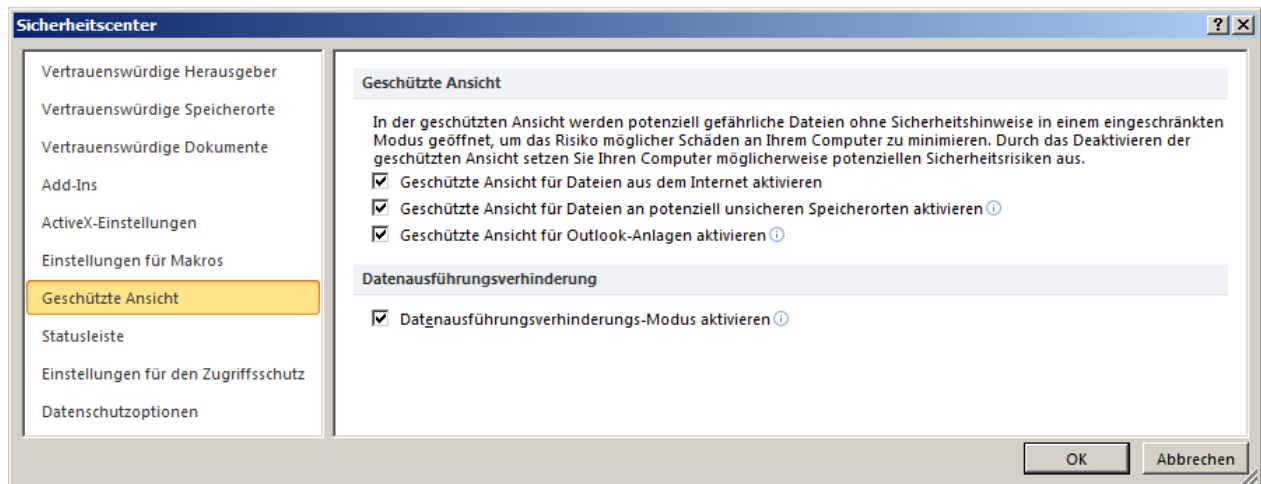 Sicherheitscenter
Vertrauenswürdige Herausgeber
Vertrauenswürdige Speicherorte
Vertrauenswürdige Dokumente
Add-Ins
ActiveX-Einstellungen
Einstellungen für Makros
Geschützte Ansicht
Statusleiste
Einstellungen für den Zugriffsschutz
Datenschutzoptionen
Geschützte Ansicht
In der geschützten Ansicht werden potenziell gefährliche Dateien ohne Sicherheitshinweise in einem eingeschränkten
Modus geöffnet, um das Risiko möglicher Schäden an Ihrem Computer zu minimieren. Durch das Deaktivieren der
geschützten Ansicht setzen Sie Ihren Computer möglicherweise potenziellen Sicherheitsrisiken aus.
Geschützte Ansicht für Dateien aus dem Internet aktivieren
Geschützte Ansicht für Dateien an potenziell unsicheren Speicherorten aktivieren
Geschützte Ansicht für Outlook-Anlagen aktivieren
Datenausführungsverhinderung
Datenausführungsverhinderungs-Modus aktivieren
OK
Abbrechen